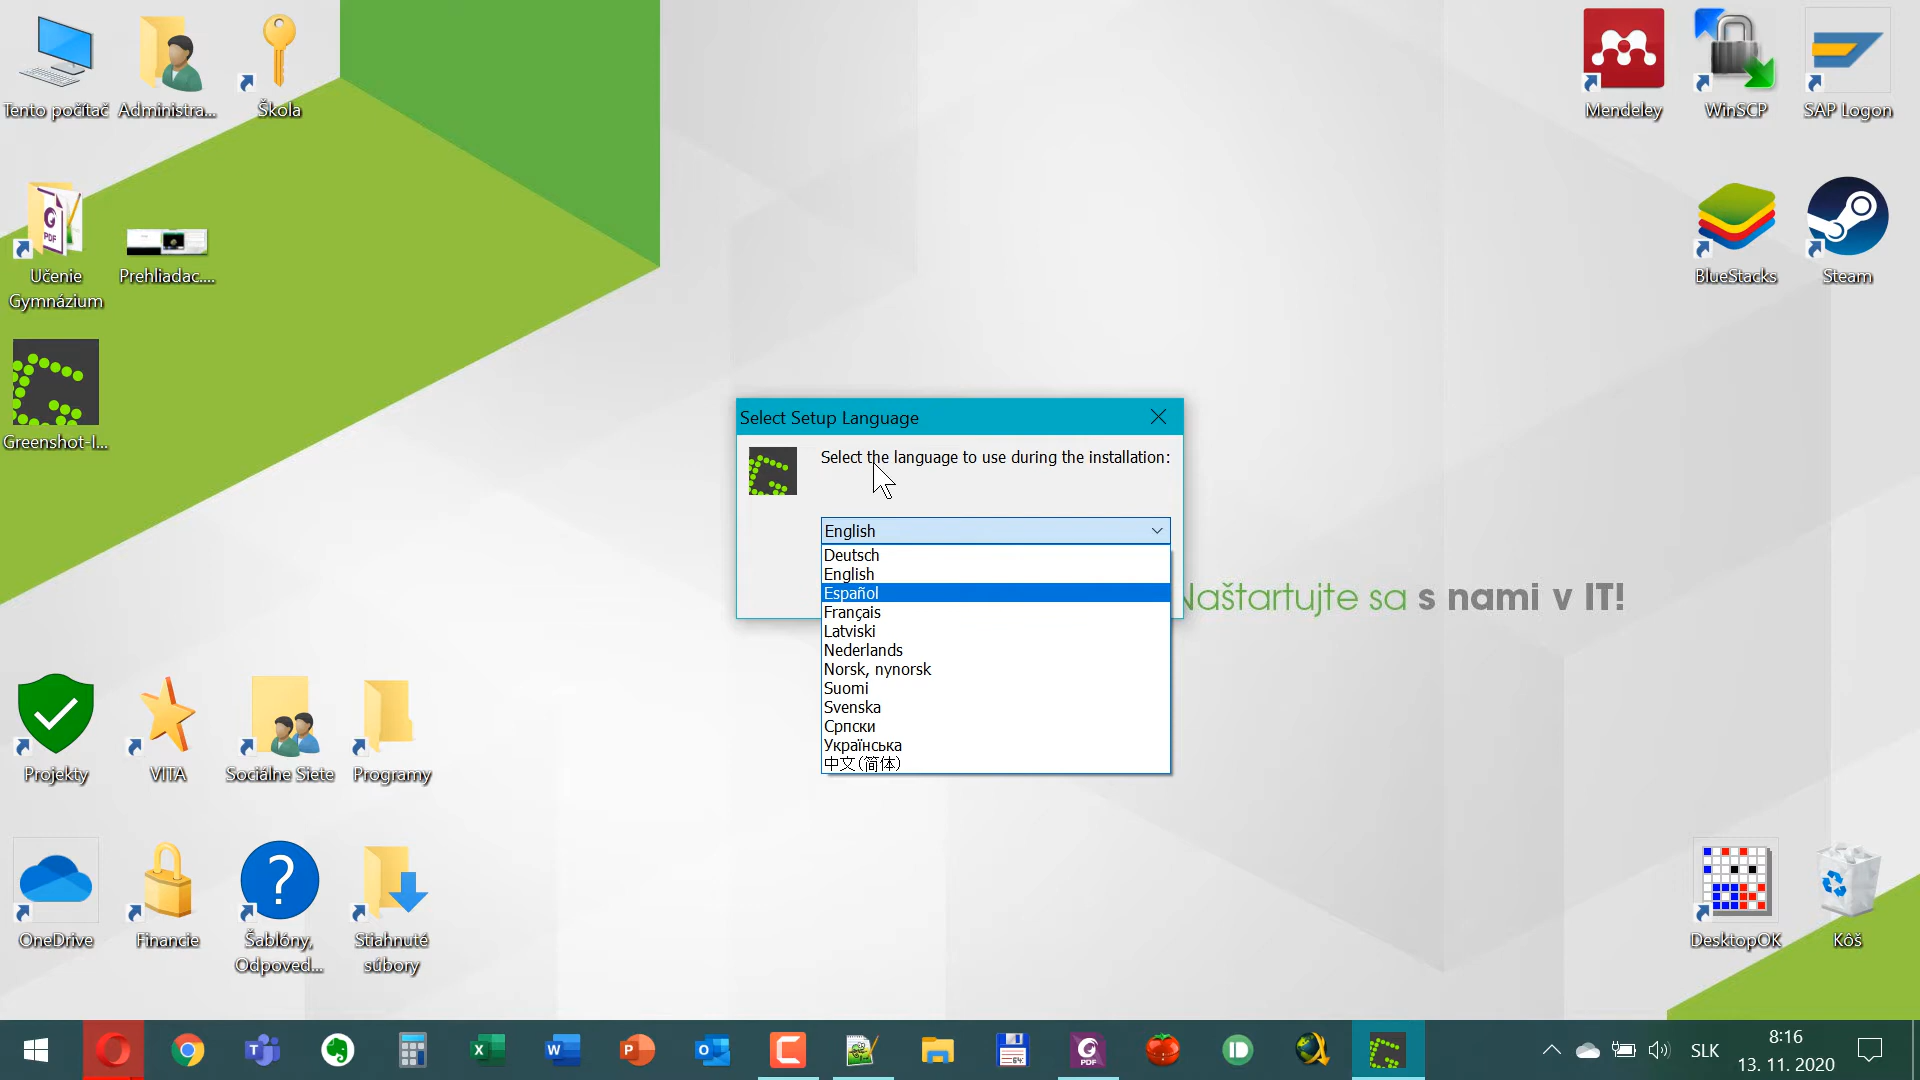 Tento počítač
Administra...
Škola
Mendeley
WinSCP
SAP Logon
PDF
Učenie
Gymnázium
Prehliadac....
BlueStacks
Steam
Greenshot-I...
Select Setup Language
Select the language to use during the installation:
English
Deutsch
English
Español
Français
Latviski
Nederlands
Norsk, nynorsk
Suomi
Svenska
Српски
Українська
中文(简体)
Naštartujte sa s nami v IT!
Projekty
VITA
Sociálne Siete
Programy
OneDrive
Financie
?
Šablóny,
Odpoved...
Stiahnuté
súbory
DesktopOK
Kôš
T
X
W
P
O
C
64
PDF
SLK
8:16
13. 11. 2020